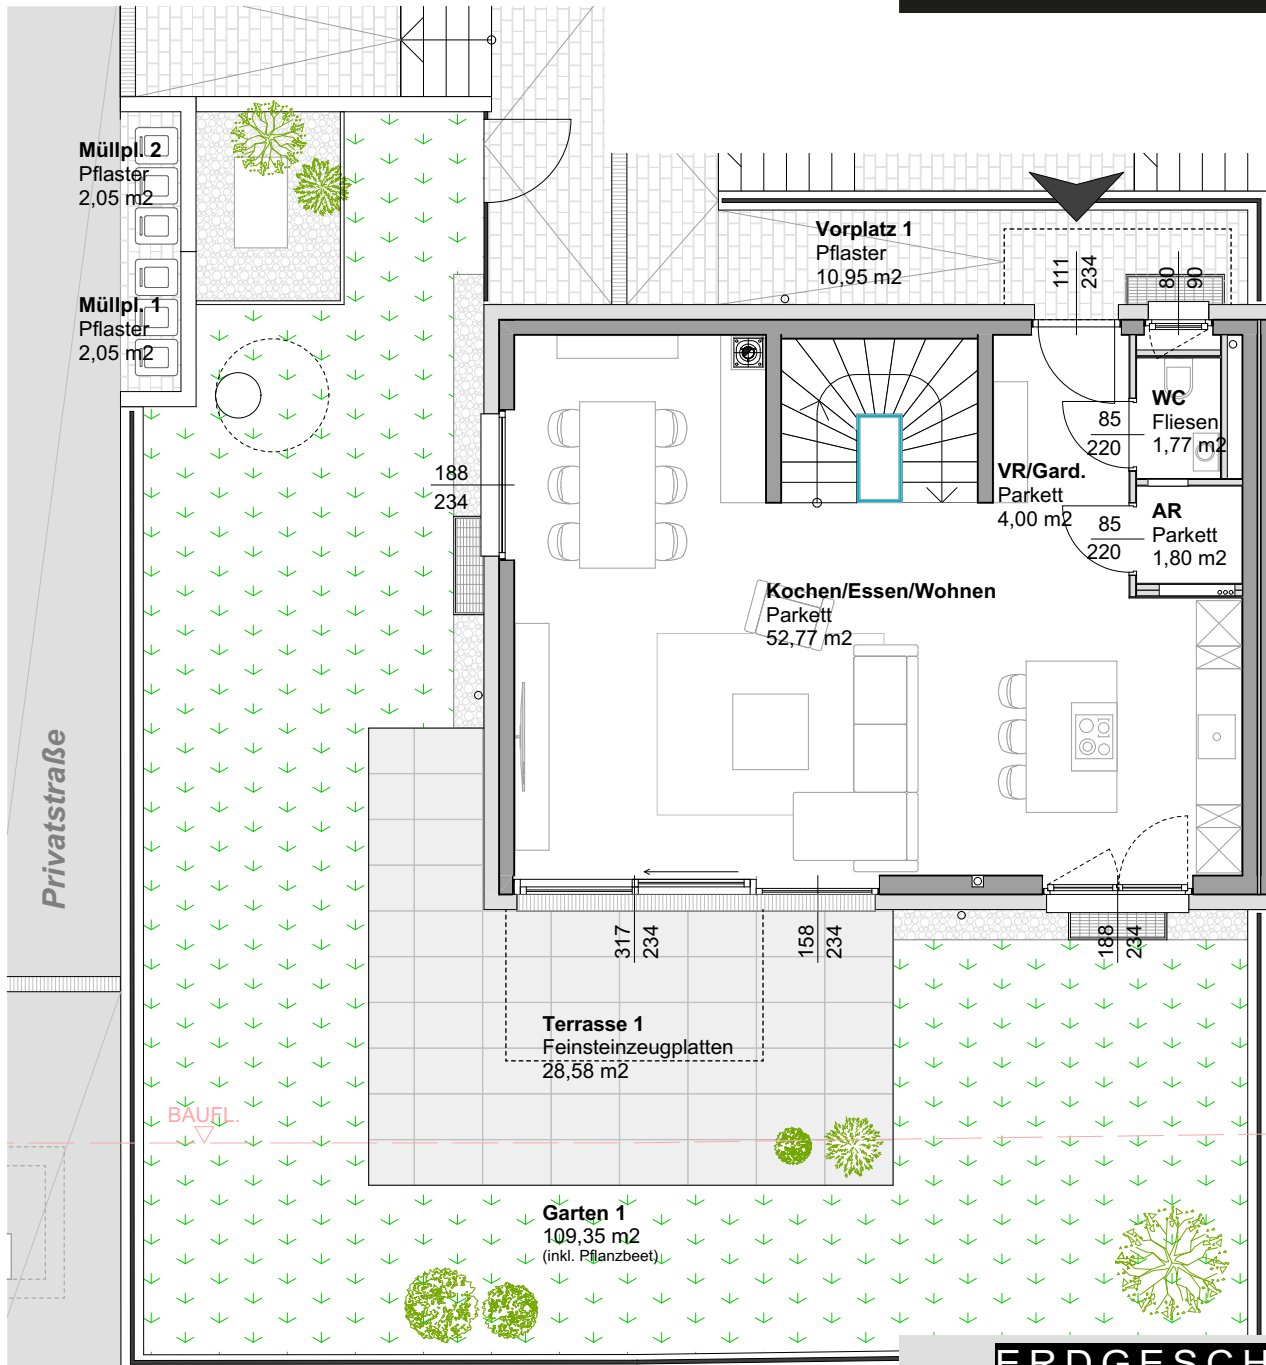 Müllpl. 2
Pflaster
2,05 m2
Müllpl. 1
Pflaster
2,05 m2
Vorplatz 1
Pflaster
10,95 m2
111
234
80
90
WC
Fliesen
1,77 m2
85
220
VR/Gard.
Parkett
4,00 m2
AR
Parkett
1,80 m2
85
220
188
234
Kochen/Essen/Wohnen
Parkett
52,77 m2
Privatstraße
317
234
158
234
188
234
Terrasse 1
Feinsteinzeugplatten
28,58 m2
BAUFL.
Garten 1
109,35 m2
(inkl. Pflanzbeet)
ERDGESCH